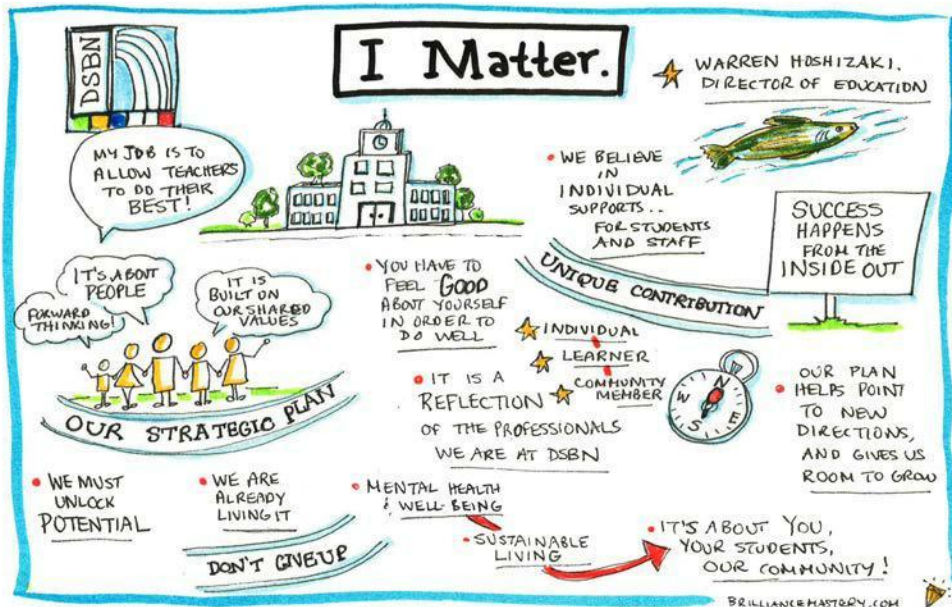 DSBN
I Matter.
WARREN HOSHIZAKI.
DIRECTOR OF EDUCATION
MY JOB IS TO
ALLOW TEACHERS
TO DO THEIR
BEST!
• WE BELIEVE
IN
INDIVIDUAL
SUPPORTS..
FOR STUDENTS
AND STAFF
SUCCESS
HAPPENS
FROM THE
INSIDE OUT
UNIQUE CONTRIBUTION
IT'S ABOUT
PEOPLE
FORWARD
THINKING!
IT IS
BUILT ON
OUR SHARED
VALUES
OUR STRATEGIC PLAN
• YOU HAVE TO
FEEL GOOD
ABOUT YOURSELF
IN ORDER TO
DO WELL
INDIVIDUAL
LEARNER
COMMUNITY
MEMBER
• IT IS A
REFLECTION
OF THE PROFESSIONALS
WE ARE AT DSBN
N
W
E
S
• OUR PLAN
HELPS POINT
TO NEW
DIRECTIONS,
AND GIVES US
ROOM TO GROW
• WE MUST
UNLOCK
POTENTIAL
• WE ARE
ALREADY
LIVING IT
DON'T GIVE UP
• MENTAL HEALTH
& WELL-BEING
• SUSTAINABLE
LIVING
• IT'S ABOUT YOU,
YOUR STUDENTS,
OUR COMMUNITY!
BRILLIANCEMASTERY.COM